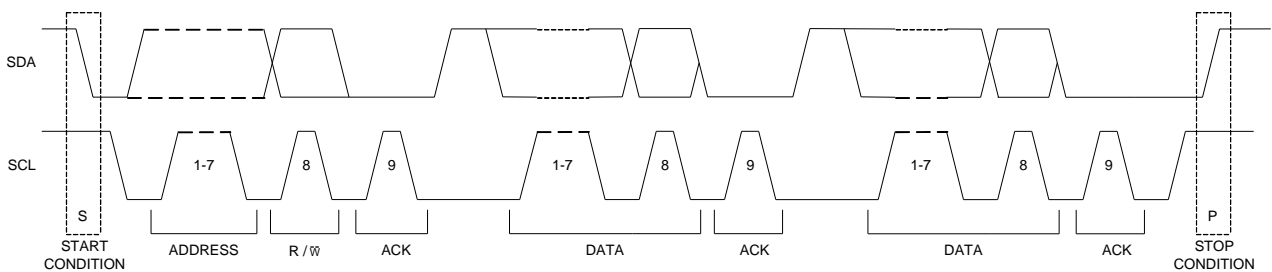 SDA
SCL
1-7
8
9
1-7
8
9
1-7
8
9
S
P
START
CONDITION
ADDRESS
R / W
ACK
DATA
ACK
DATA
ACK
STOP
CONDITION